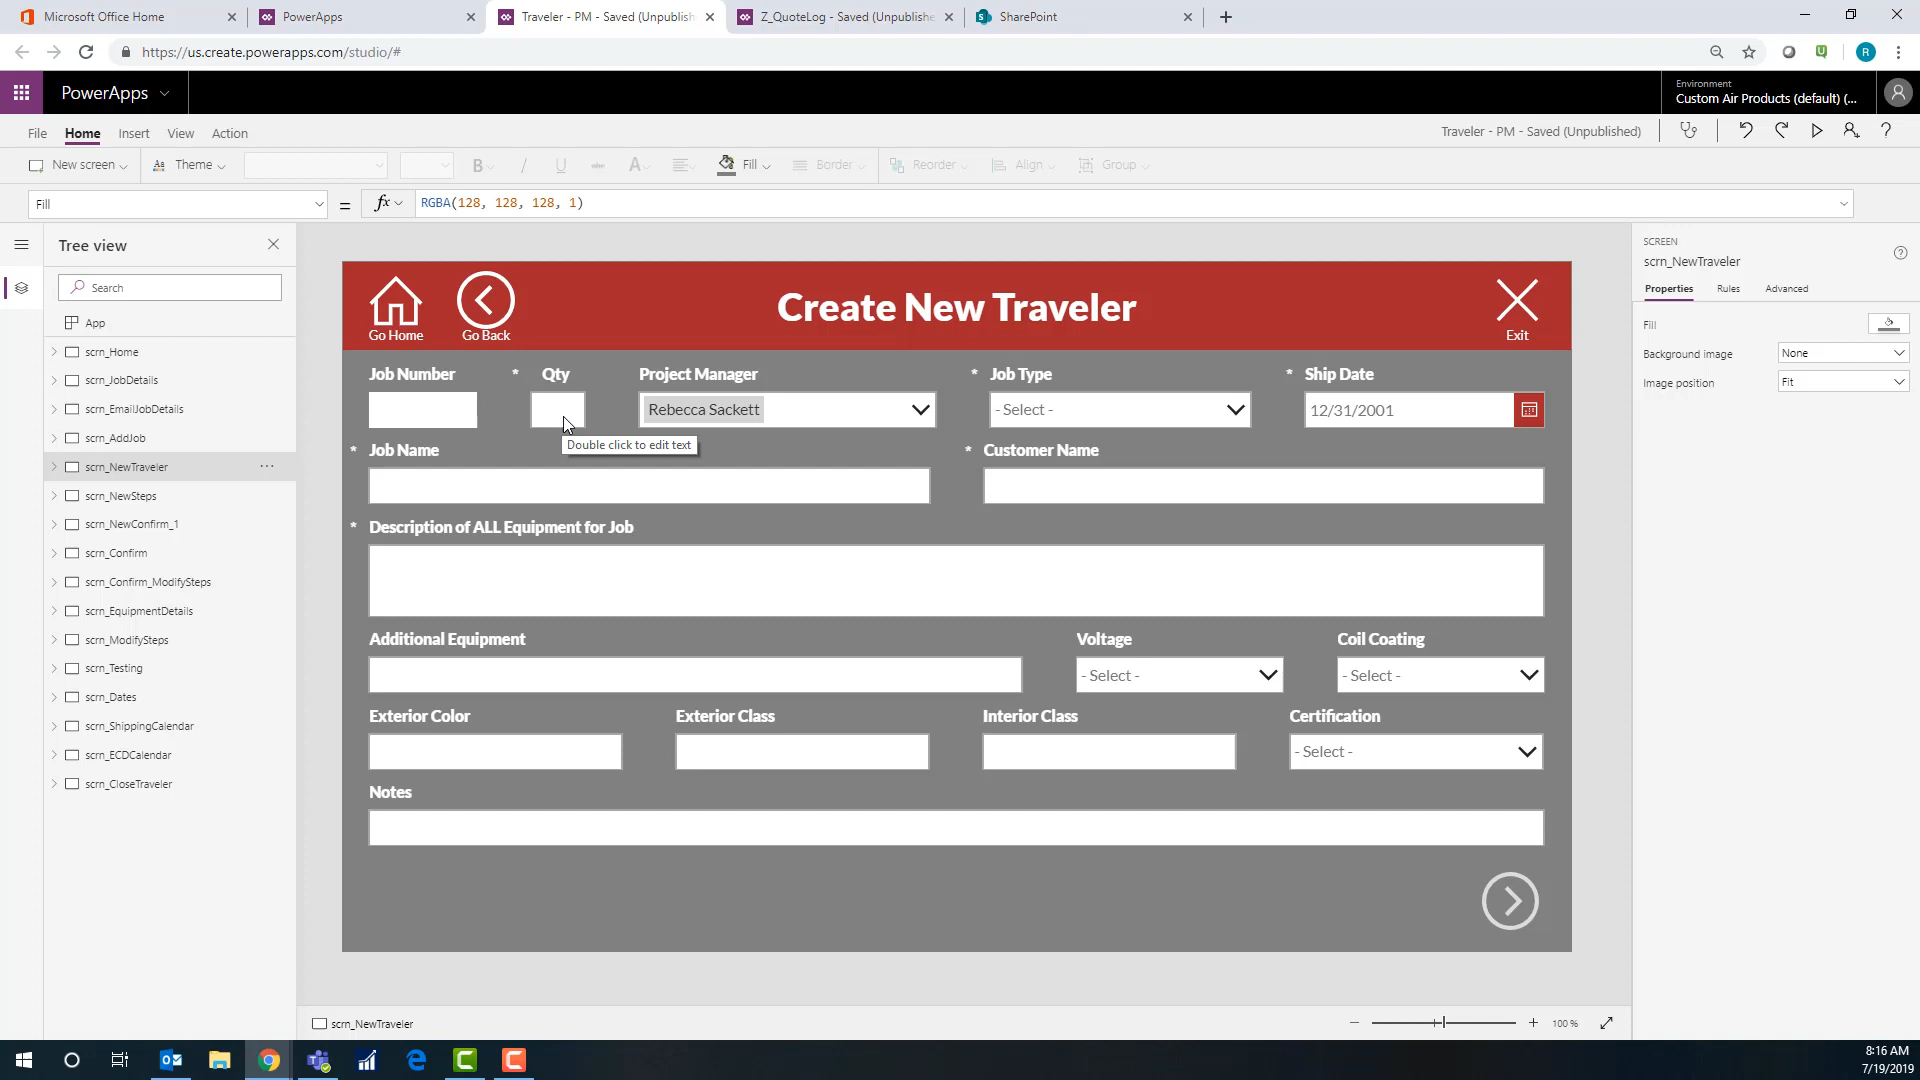 Microsoft Office Home
PowerApps
Traveler - PM - Saved (Unpublish
Z_QuoteLog - Saved (Unpublishe
SharePoint
https://us.create.powerapps.com/studio/#
R
PowerApps
Environment
Custom Air Products (default) (...
File
Home
Insert
View
Action
Traveler - PM - Saved (Unpublished)
New screen
Theme
B
/
U
abc
A
Fill
Border
Reorder
Align
Group
Fill
=
fx
RGBA(128, 128, 128, 1)
Tree view
Search
App
scrn_Home
scrn_JobDetails
scrn_EmailJobDetails
scrn_AddJob
scrn_NewTraveler
...
scrn_NewSteps
scrn_NewConfirm_1
scrn_Confirm
scrn_Confirm_ModifySteps
scrn_EquipmentDetails
scrn_ModifySteps
scrn_Testing
scrn_Dates
scrn_ShippingCalendar
scrn_ECDCalendar
scrn_CloseTraveler
Go Home
Go Back
Create New Traveler
Exit
Job Number
* Qty
Project Manager
* Job Type
* Ship Date
Rebecca Sackett
- Select -
12/31/2001
Double click to edit text
* Job Name
* Customer Name
* Description of ALL Equipment for Job
Additional Equipment
Voltage
Coil Coating
- Select -
- Select -
Exterior Color
Exterior Class
Interior Class
Certification
- Select -
Notes
SCREEN
scrn_NewTraveler
Properties
Rules
Advanced
Fill
Background image
None
Image position
Fit
scrn_NewTraveler
100 %
8:16 AM
7/19/2019